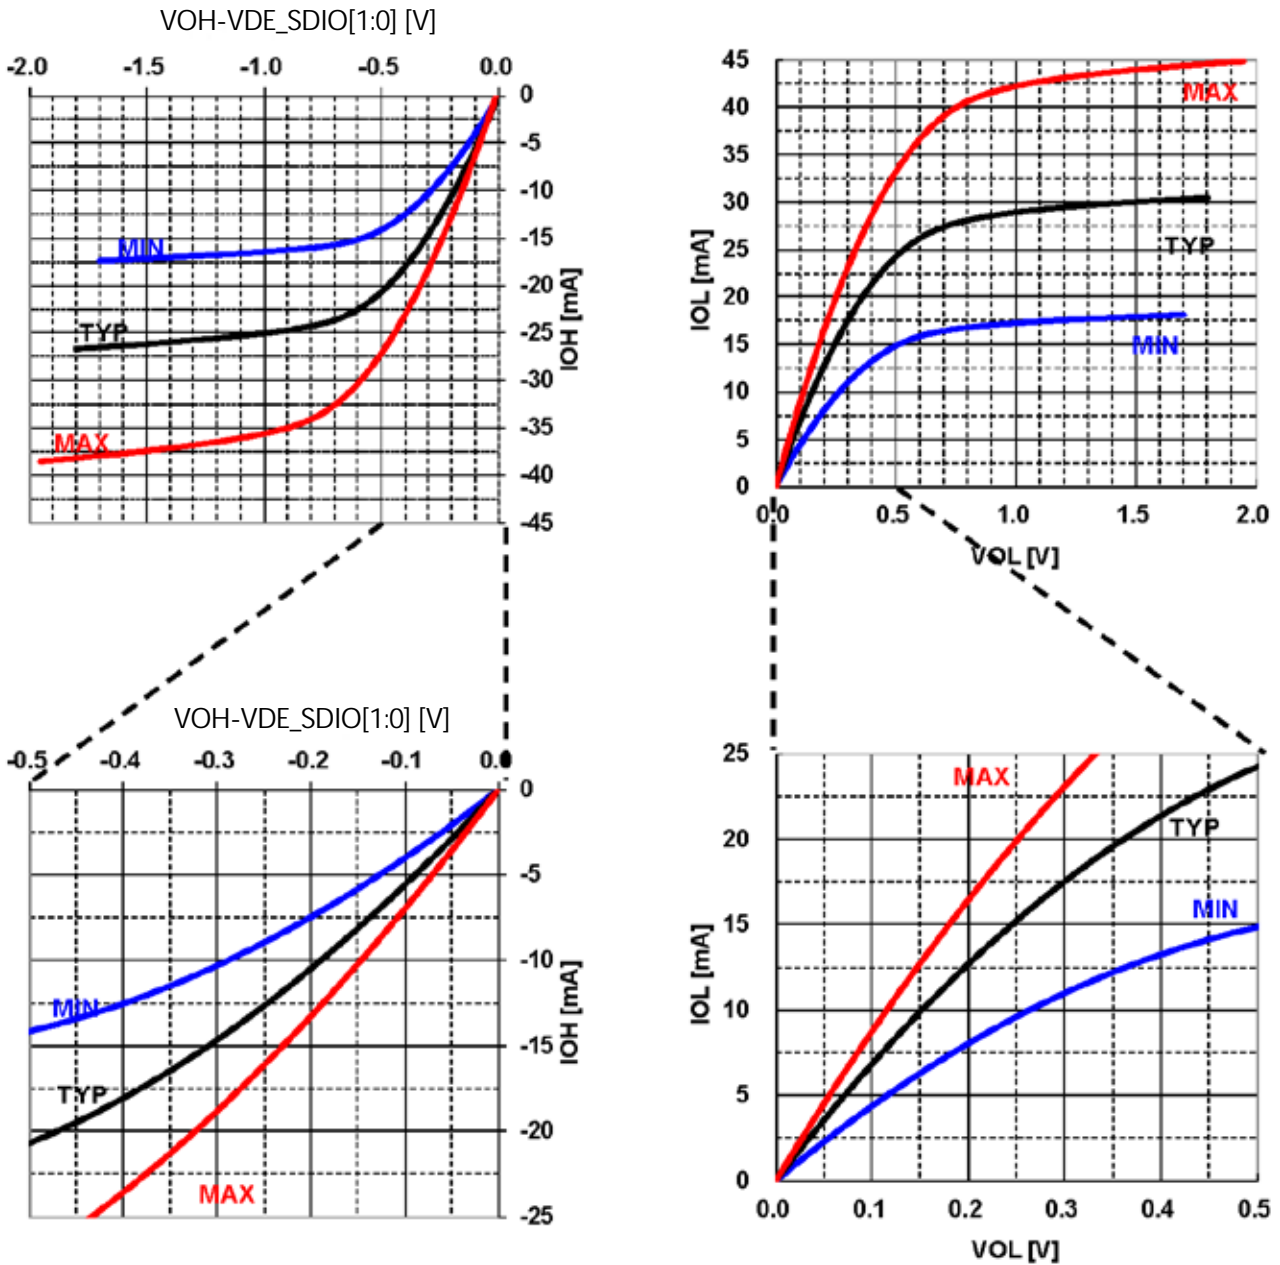 VOH-VDE_SDIO[1:0] [V]
-2.0 -1.5 -1.0 -0.5 0.0
0
-5
-10
-15
-20
-25
-30
-35
-40
-45
IOH [mA]
MIN
TYP
MAX
45
40
35
30
25
20
15
10
5
0
IOL [mA]
MAX
TYP
MIN
0.0 0.5 1.0 1.5 2.0
VOL [V]
VOH-VDE_SDIO[1:0] [V]
-0.5 -0.4 -0.3 -0.2 -0.1 0.0
0
-5
-10
-15
-20
-25
IOH [mA]
MIN
TYP
MAX
25
20
15
10
5
0
IOL [mA]
MAX
TYP
MIN
0.0 0.1 0.2 0.3 0.4 0.5
VOL [V]